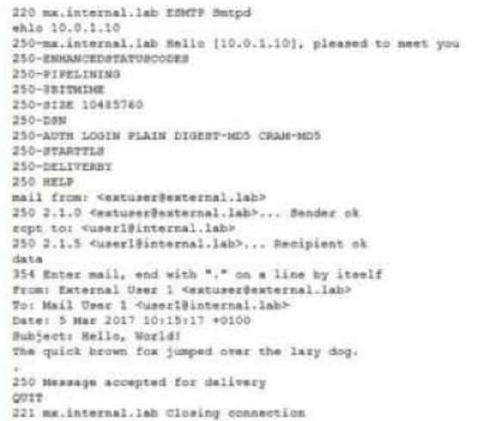 220 mx.internal.lab ESMTP Smtpd
ehlo 10.0.1.10
250-mx.internal.lab Hello [10.0.1.10], pleased to meet you
250-ENHANCEDSTATUSCODES
250-PIPELINING
250-8BITMIME
250-SIZE 10485760
250-DSN
250-AUTH LOGIN PLAIN DIGEST-MD5 CRAM-MD5
250-STARTTLS
250-DELIVERBY
250 HELP
mail from: <extuser@external.lab>
250 2.1.0 <extuser@external.lab>... Sender ok
rcpt to: <user1@internal.lab>
250 2.1.5 <user1@internal.lab>... Recipient ok
data
354 Enter mail, end with "." on a line by itself
From: External User 1 <extuser@external.lab>
To: Mail User 1 <user1@internal.lab>
Date: 5 Mar 2017 10:15:17 +0100
Subject: Hello, World!
The quick brown fox jumped over the lazy dog.
.
250 Message accepted for delivery
QUIT
221 mx.internal.lab Closing connection